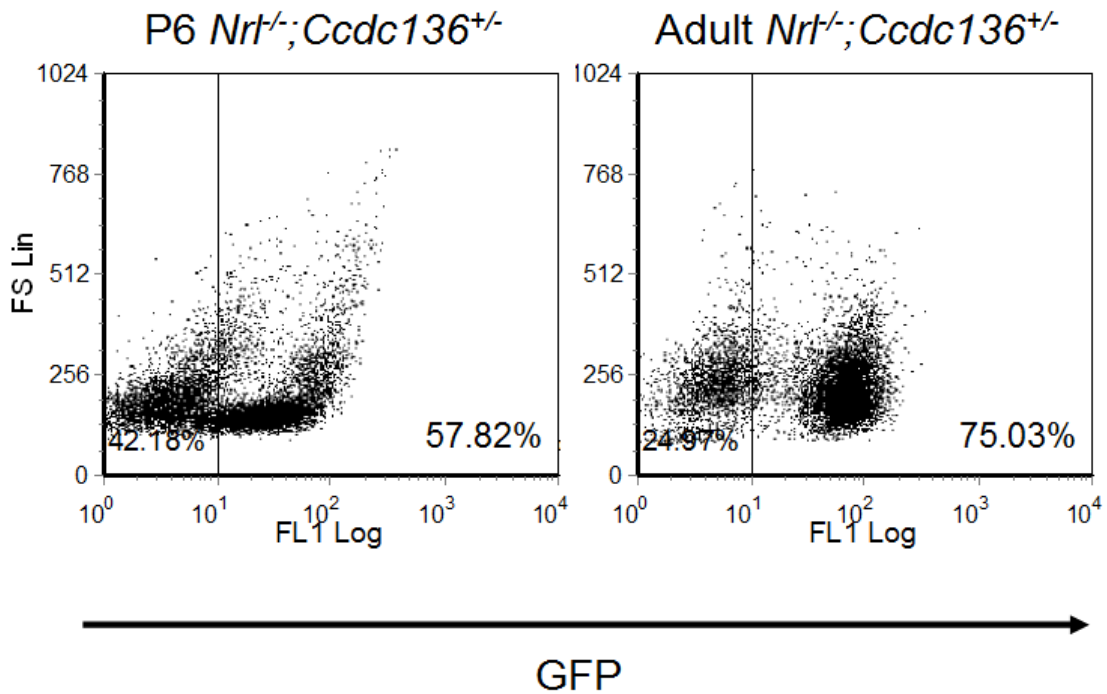 P6 Nrl-/-;Ccdc136+/-
Adult Nrl-/-;Ccdc136+/-
FS Lin
1024
768
512
256
0
42.18%
57.82%
10^0 10^1 10^2 10^3 10^4
FL1 Log
1024
768
512
256
0
24.97%
75.03%
10^0 10^1 10^2 10^3 10^4
FL1 Log
GFP